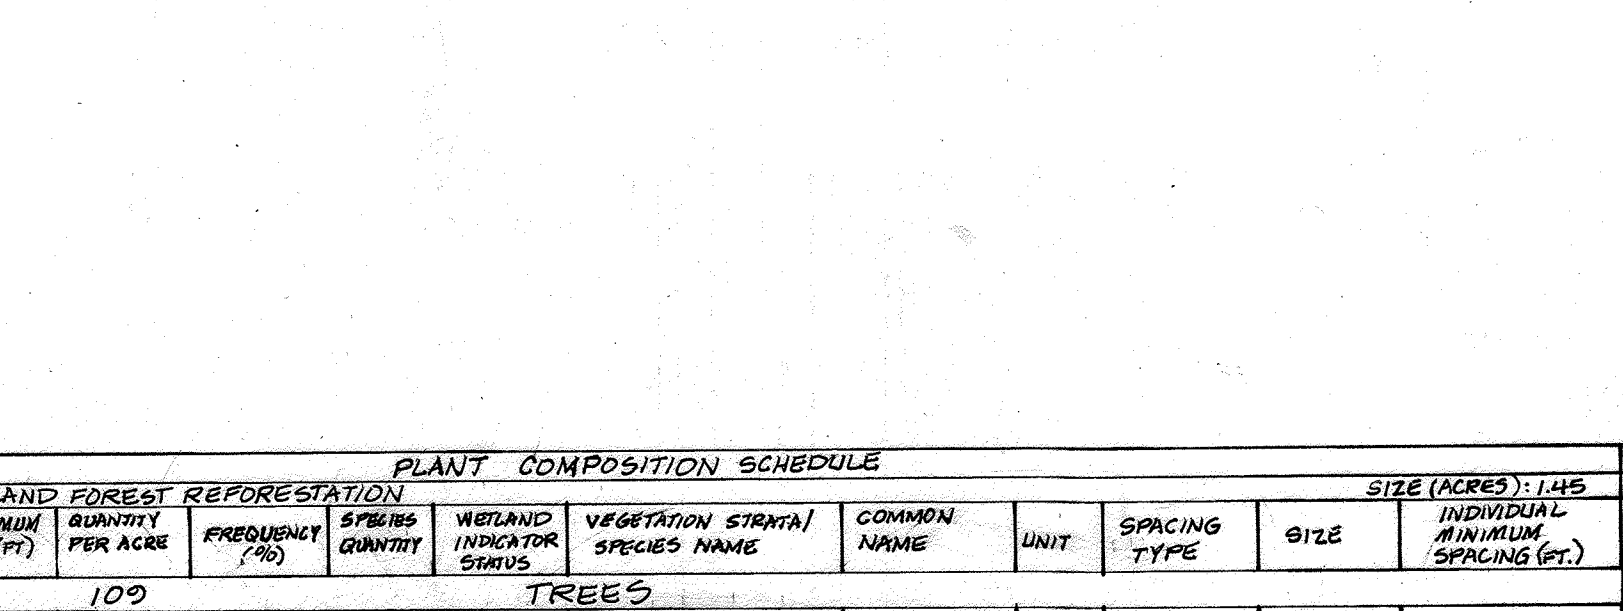 PLANT COMPOSITION SCHEDULE
AND FOREST REFORESTATION SIZE (ACRES): 1.45
MUM (FT) QUANTITY PER ACRE FREQUENCY (%) SPECIES QUANTITY WETLAND INDICATOR STATUS VEGETATION STRATA/ SPECIES NAME COMMON NAME UNIT SPACING TYPE SIZE INDIVIDUAL MINIMUM SPACING (FT.)
109 TREES